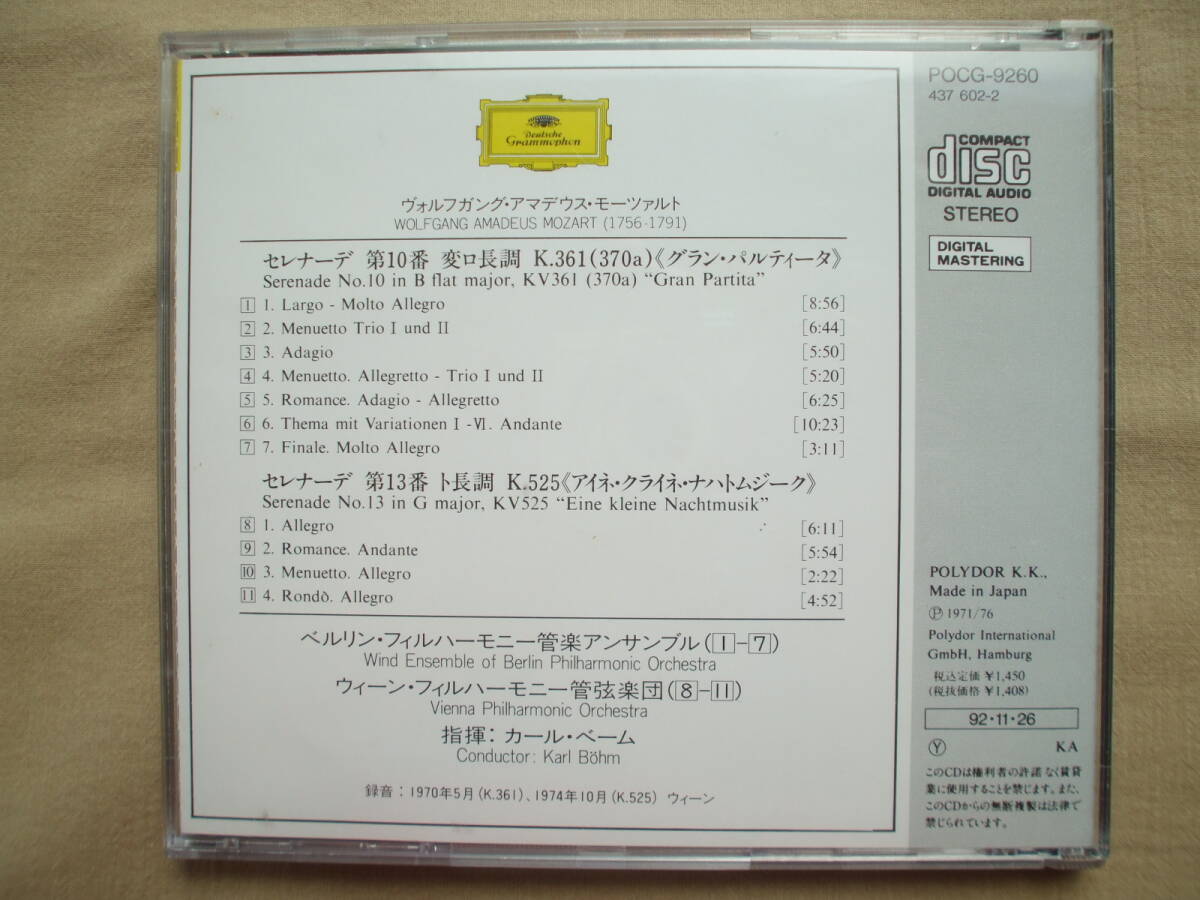 Deutsche
Grammophon
ヴォルフガング・アマデウス・モーツァルト
WOLFGANG AMADEUS MOZART (1756-1791)
セレナーデ 第10番 変ロ長調 K.361(370a)《グラン・パルティータ》
Serenade No.10 in B flat major, KV361 (370a) “Gran Partita”
1 1. Largo - Molto Allegro [8:56]
2 2. Menuetto Trio I und II [6:44]
3 3. Adagio [5:50]
4 4. Menuetto. Allegretto - Trio I und II [5:20]
5 5. Romance. Adagio - Allegretto [6:25]
6 6. Thema mit Variationen I -VI. Andante [10:23]
7 7. Finale. Molto Allegro [3:11]
セレナーデ 第13番 ト長調 K.525《アイネ・クライネ・ナハトムジーク》
Serenade No.13 in G major, KV525 “Eine kleine Nachtmusik”
8 1. Allegro [6:11]
9 2. Romance. Andante [5:54]
10 3. Menuetto. Allegro [2:22]
11 4. Rondò. Allegro [4:52]
ベルリン・フィルハーモニー管楽アンサンブル(1-7)
Wind Ensemble of Berlin Philharmonic Orchestra
ウィーン・フィルハーモニー管弦楽団(8-11)
Vienna Philharmonic Orchestra
指揮: カール・ベーム
Conductor: Karl Böhm
録音:1970年5月(K.361)、1974年10月(K.525) ウィーン
POCG-9260
437 602-2
COMPACT
disc
DIGITAL AUDIO
STEREO
DIGITAL
MASTERING
POLYDOR K.K.,
Made in Japan
Ⓟ 1971/76
Polydor International
GmbH, Hamburg
税込定価 ¥1,450
(税抜価格 ¥1,408)
92・11・26
Ⓨ KA
このCDは権利者の許諾なく賃貸
業に使用することを禁じます。また、
このCDからの無断複製は法律で
禁じられています。